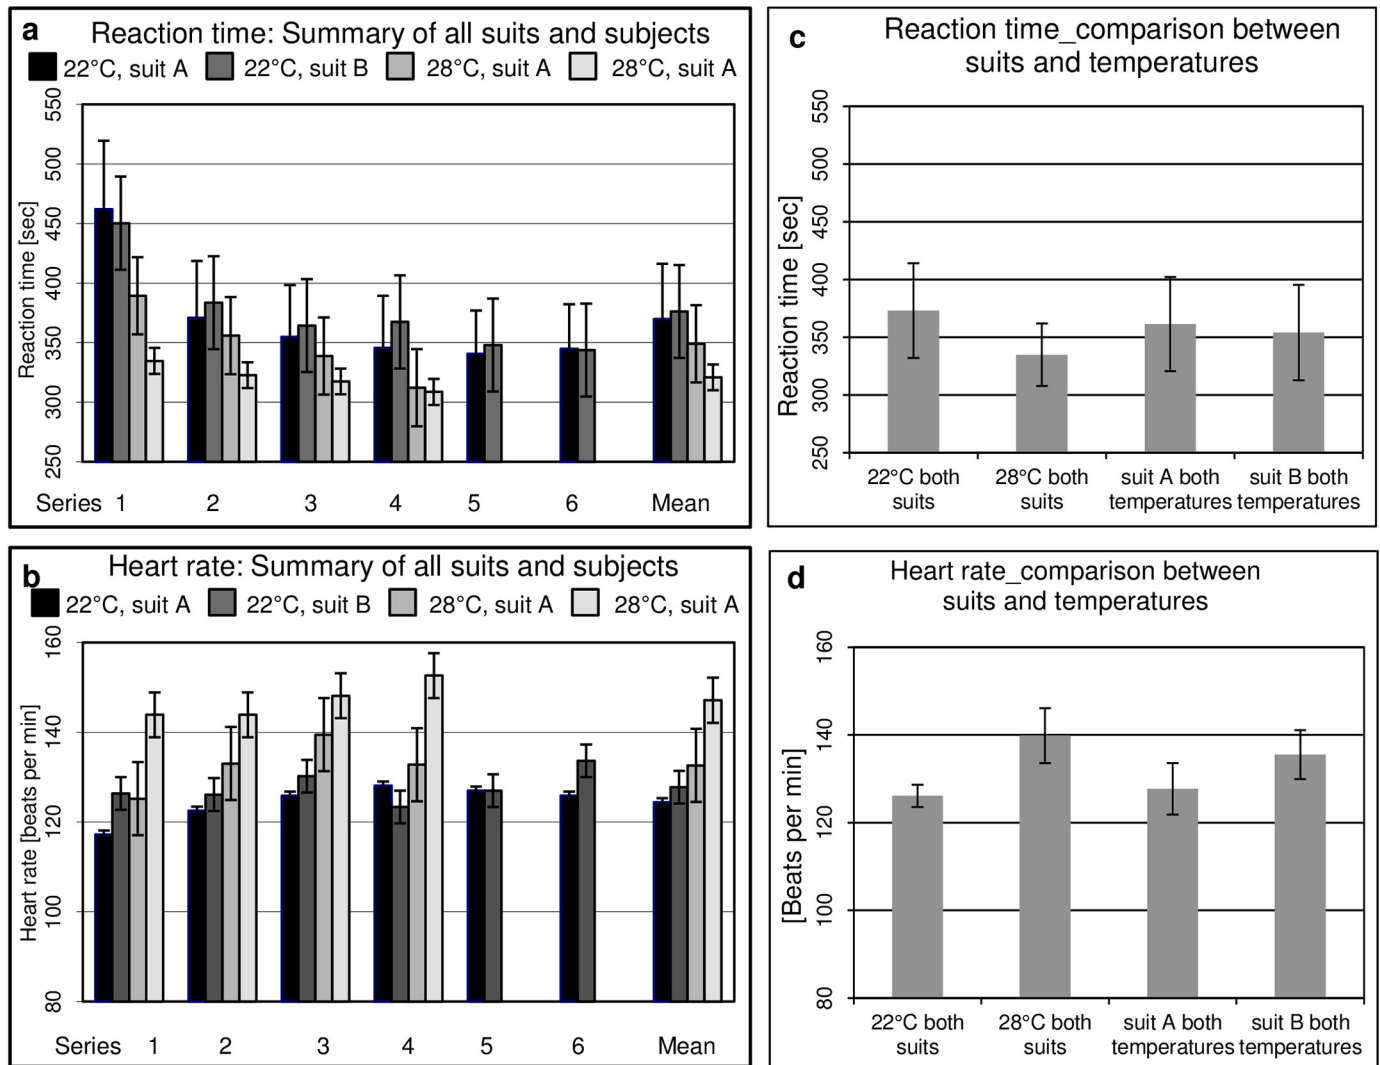 a
Reaction time: Summary of all suits and subjects
22°C, suit A 22°C, suit B 28°C, suit A 28°C, suit A
Reaction time [sec]
550
500
450
400
350
300
250
Series 1 2 3 4 5 6 Mean
c
Reaction time_comparison between
suits and temperatures
Reaction time [sec]
550
500
450
400
350
300
250
22°C both 28°C both suit A both suit B both
suits suits temperatures temperatures
b
Heart rate: Summary of all suits and subjects
22°C, suit A 22°C, suit B 28°C, suit A 28°C, suit A
Heart rate [beats per min]
160
140
120
100
80
Series 1 2 3 4 5 6 Mean
d
Heart rate_comparison between
suits and temperatures
[Beats per min]
160
140
120
100
80
22°C both 28°C both suit A both suit B both
suits suits temperatures temperatures